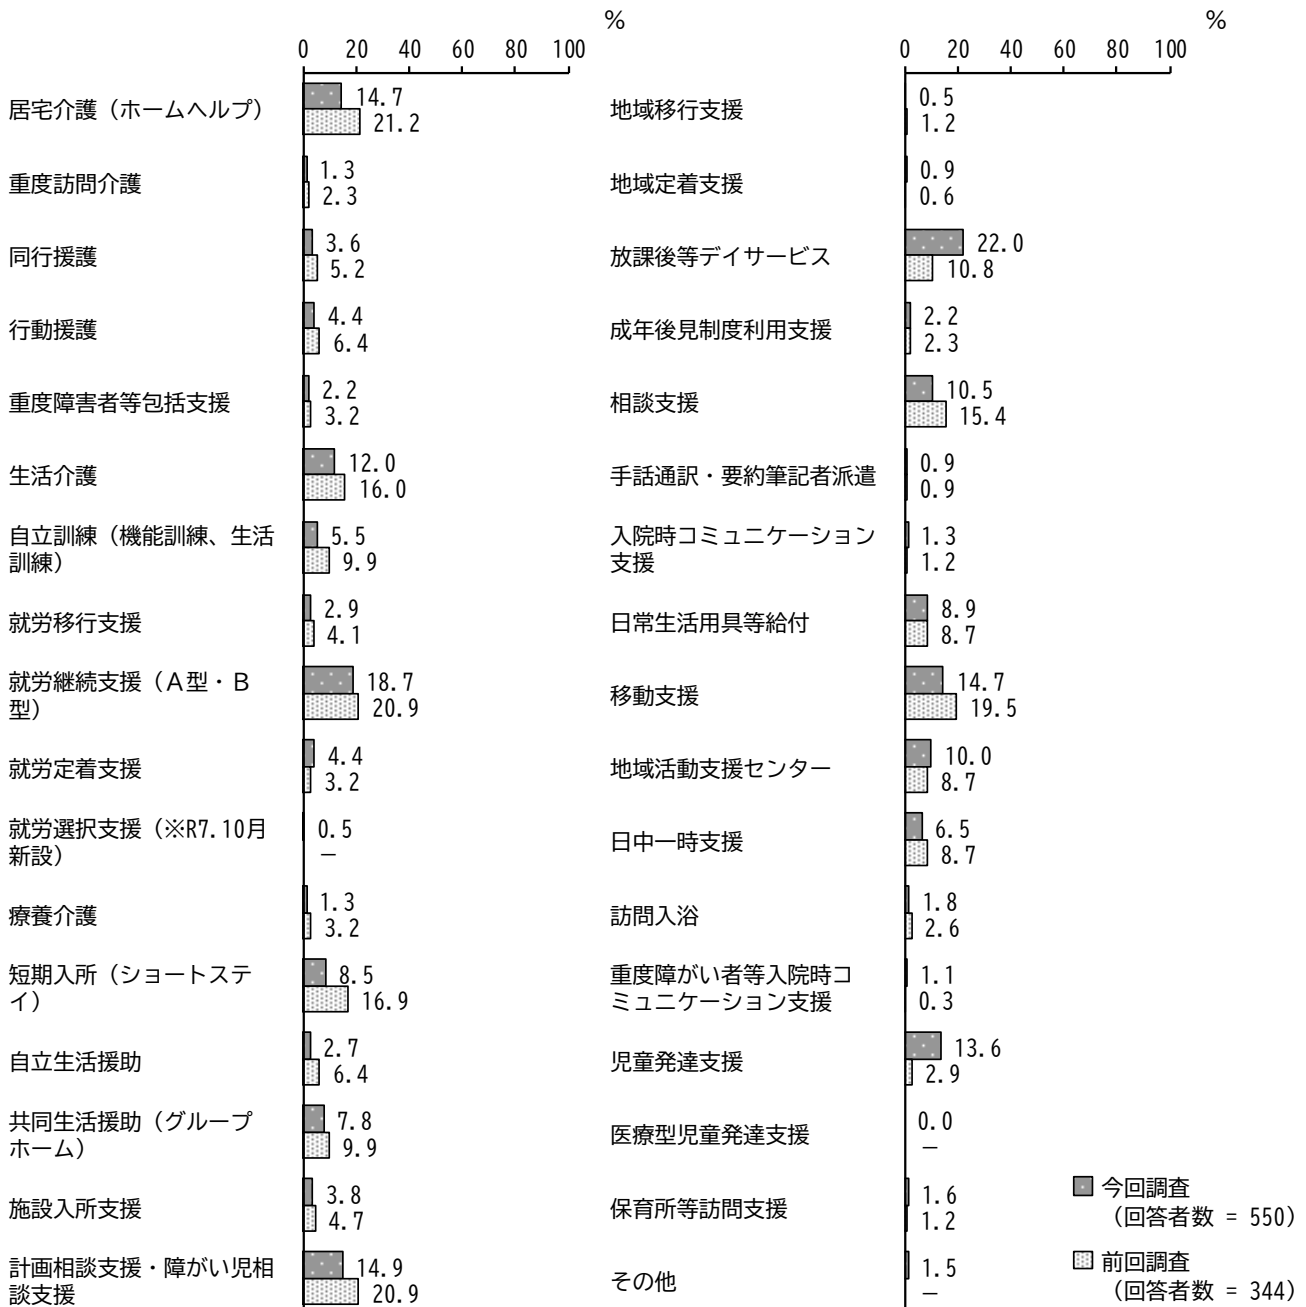 %
0 20 40 60 80 100
居宅介護（ホームヘルプ）
14.7
21.2
重度訪問介護
1.3
2.3
同行援護
3.6
5.2
行動援護
4.4
6.4
重度障害者等包括支援
2.2
3.2
生活介護
12.0
16.0
自立訓練（機能訓練、生活
訓練）
5.5
9.9
就労移行支援
2.9
4.1
就労継続支援（Ａ型・Ｂ
型）
18.7
20.9
就労定着支援
4.4
3.2
就労選択支援（※R7.10月
新設）
0.5
－
療養介護
1.3
3.2
短期入所（ショートステ
イ）
8.5
16.9
自立生活援助
2.7
6.4
共同生活援助（グループ
ホーム）
7.8
9.9
施設入所支援
3.8
4.7
計画相談支援・障がい児相
談支援
14.9
20.9
%
0 20 40 60 80 100
地域移行支援
0.5
1.2
地域定着支援
0.9
0.6
放課後等デイサービス
22.0
10.8
成年後見制度利用支援
2.2
2.3
相談支援
10.5
15.4
手話通訳・要約筆記者派遣
0.9
0.9
入院時コミュニケーション
支援
1.3
1.2
日常生活用具等給付
8.9
8.7
移動支援
14.7
19.5
地域活動支援センター
10.0
8.7
日中一時支援
6.5
8.7
訪問入浴
1.8
2.6
重度障がい者等入院時コ
ミュニケーション支援
1.1
0.3
児童発達支援
13.6
2.9
医療型児童発達支援
0.0
－
保育所等訪問支援
1.6
1.2
その他
1.5
－
今回調査
（回答者数 = 550）
前回調査
（回答者数 = 344）